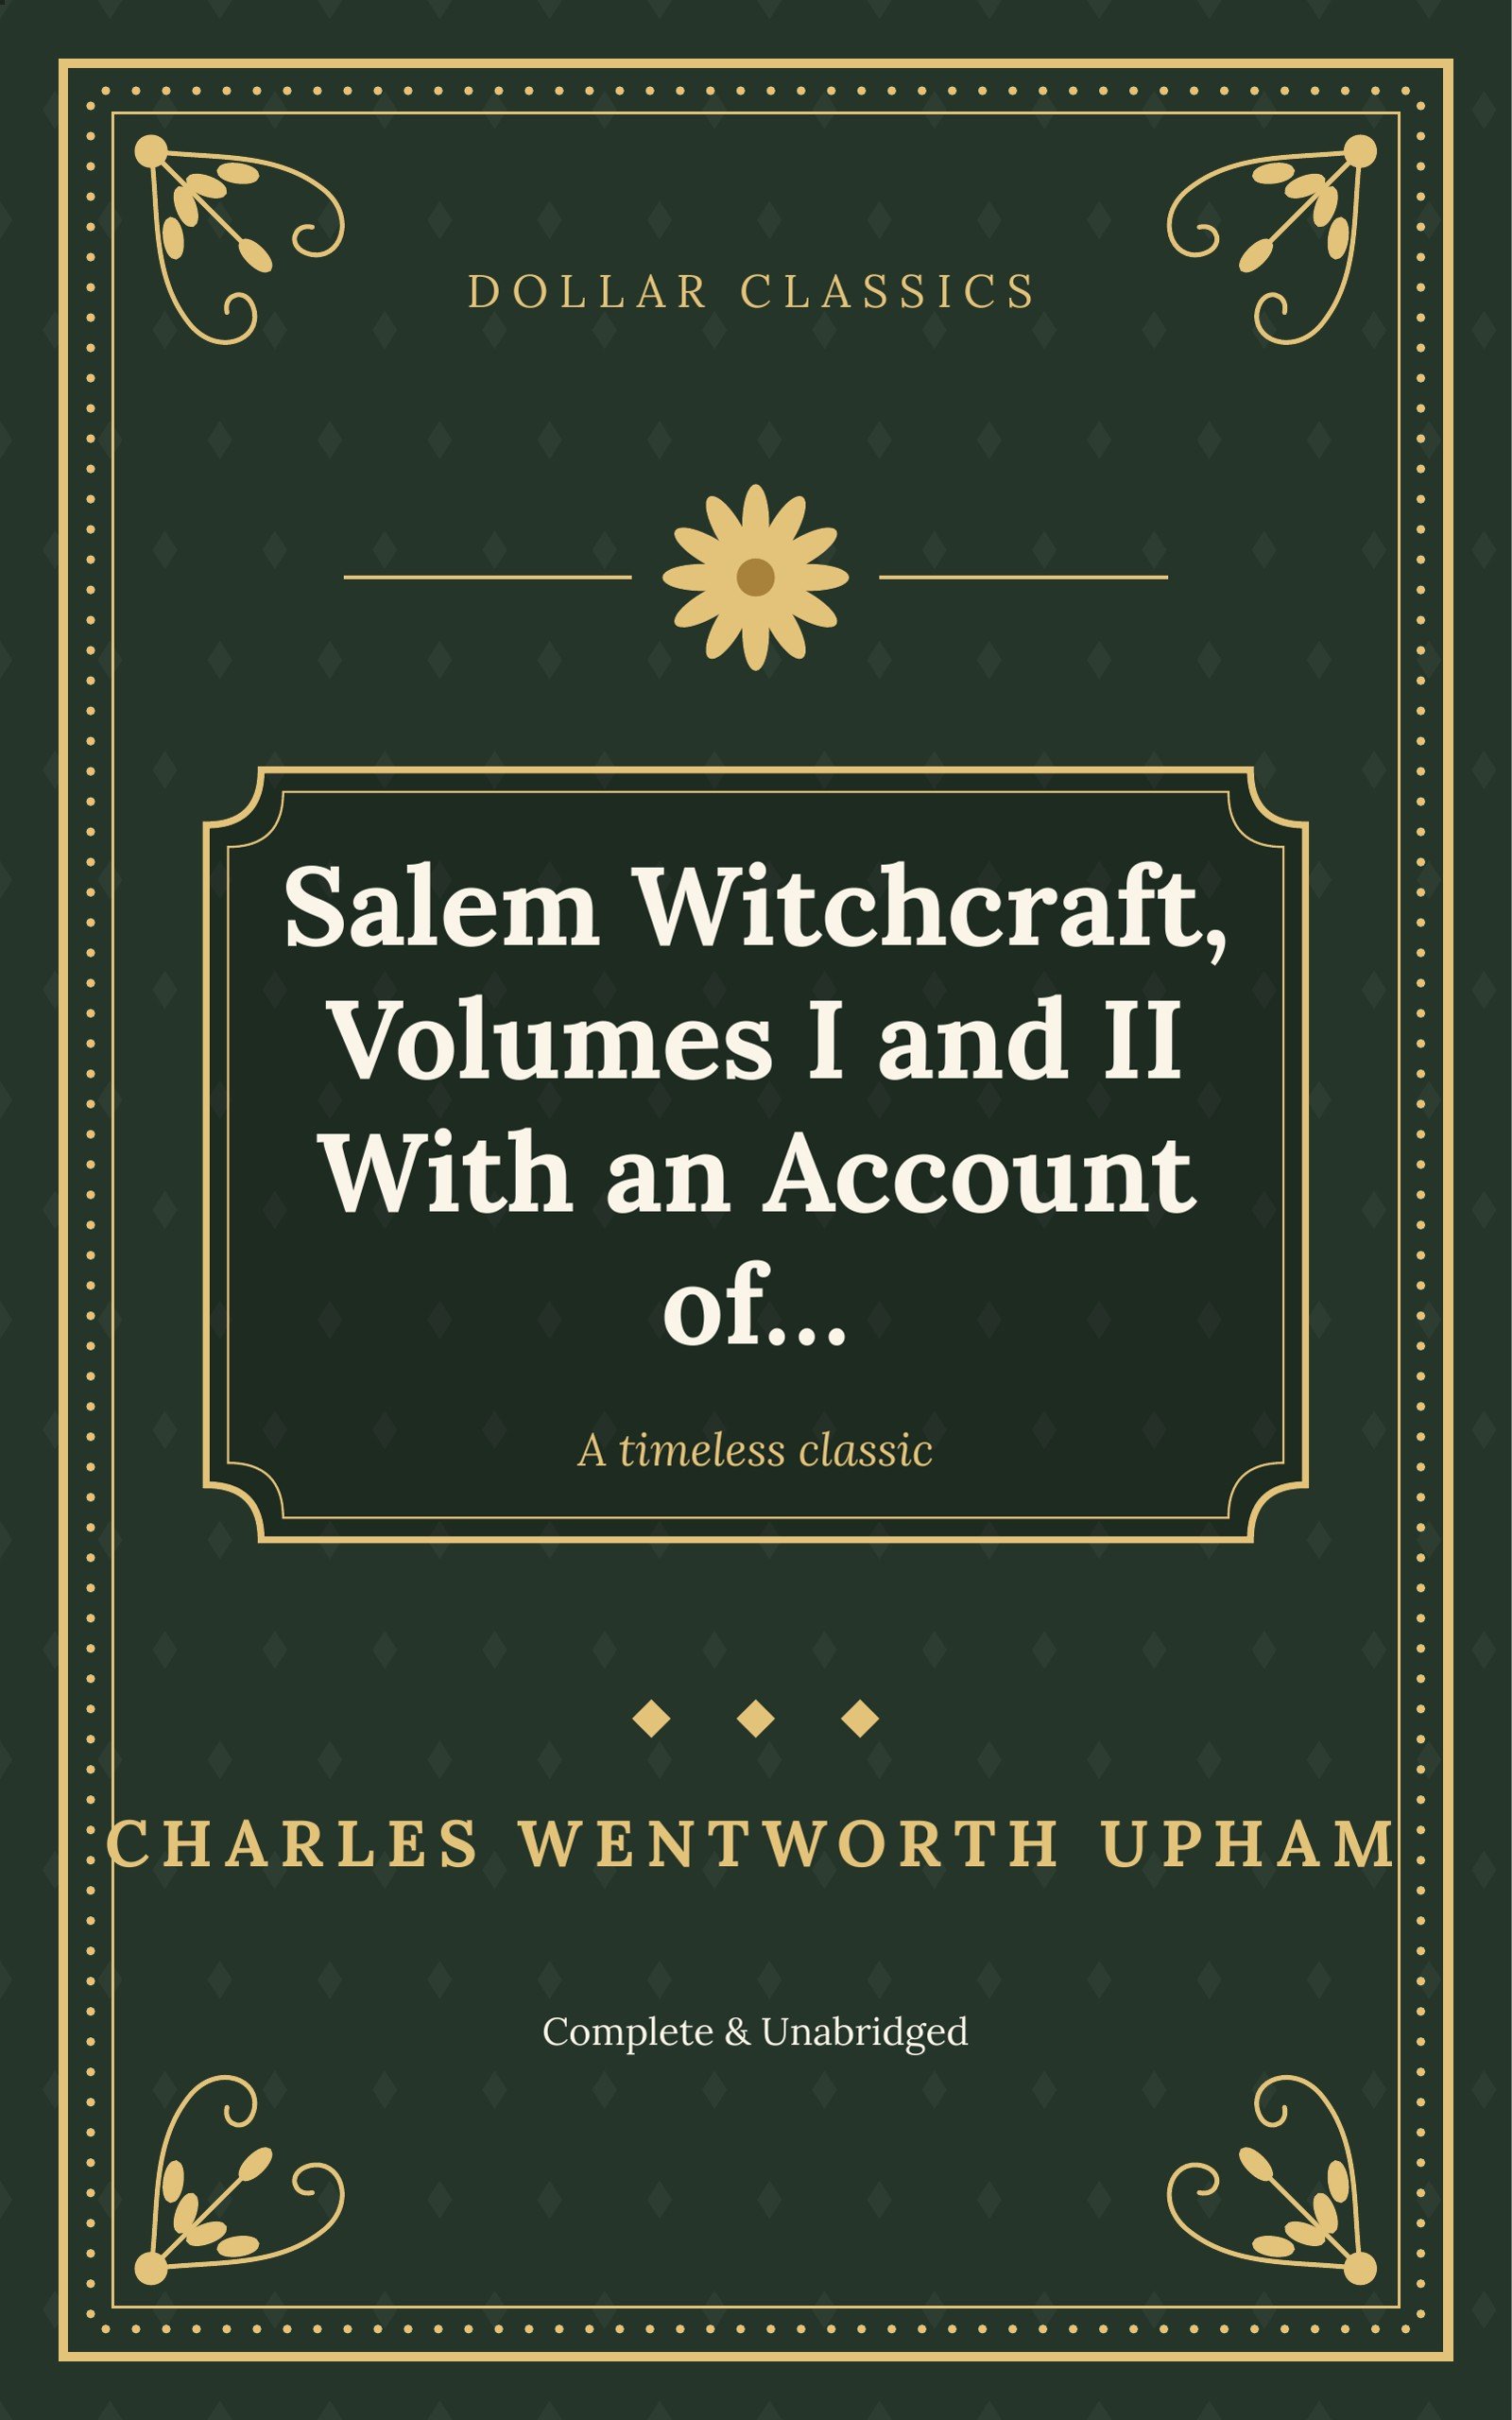 DOLLAR CLASSICS
Salem Witchcraft,
Volumes I and II
With an Account
of...
A timeless classic
CHARLES WENTWORTH UPHAM
Complete & Unabridged